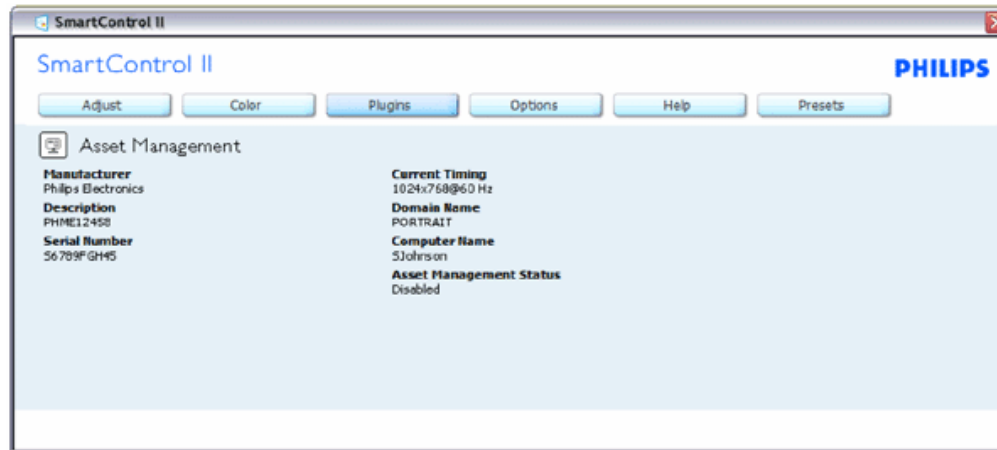 SmartControl II
SmartControl II
PHILIPS
Adjust
Color
Plugins
Options
Help
Presets
Asset Management
Manufacturer
Philips Electronics
Description
PHME12458
Serial Number
56789FGH45
Current Timing
1024x768@60 Hz
Domain Name
PORTRAIT
Computer Name
SJohnson
Asset Management Status
Disabled